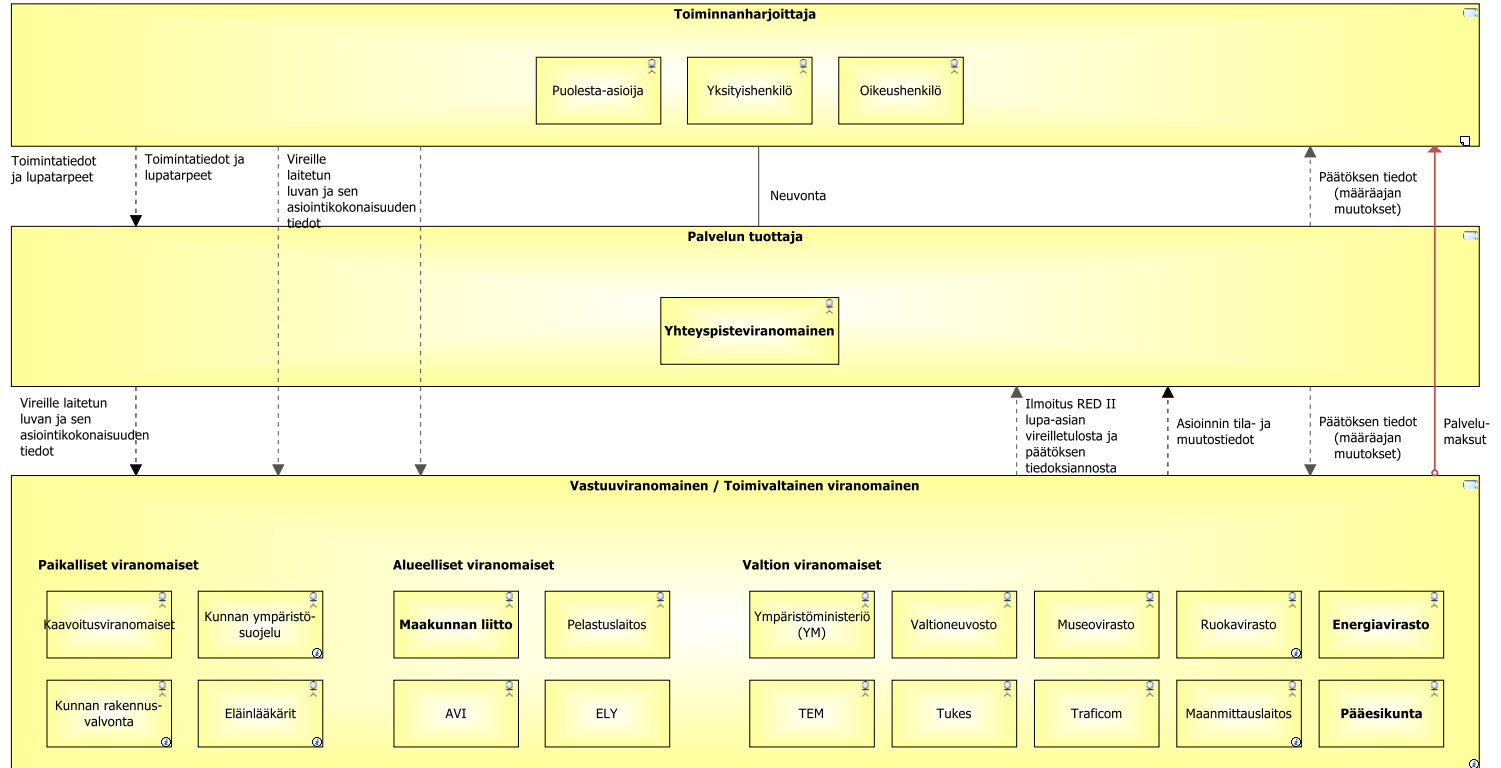 Toiminnanharjoittaja
Puolesta-asioija
Yksityishenkilö
Oikeushenkilö
Toimintatiedot
ja lupatarpeet
Toimintatiedot ja
lupatarpeet
Vireille
laitetun
luvan ja sen
asiointikokonaisuuden
tiedot
Neuvonta
Päätöksen tiedot
(määräajan
muutokset)
Palvelun tuottaja
Yhteyspisteviranomainen
Vireille laitetun
luvan ja sen
asiointikokonaisuuden
tiedot
Ilmoitus RED II
lupa-asian
vireilletulosta ja
päätöksen
tiedoksiannosta
Asioinnin tila- ja
muutostiedot
Päätöksen tiedot
(määräajan
muutokset)
Palvelu-
maksut
Vastuuviranomainen / Toimivaltainen viranomainen
Paikalliset viranomaiset
Alueelliset viranomaiset
Valtion viranomaiset
Kaavoitusviranomaiset
Kunnan ympäristö-
suojelu
Maakunnan liitto
Pelastuslaitos
Ympäristöministeriö
(YM)
Valtioneuvosto
Museovirasto
Ruokavirasto
Energiavirasto
Kunnan rakennus-
valvonta
Eläinlääkärit
AVI
ELY
TEM
Tukes
Traficom
Maanmittauslaitos
Pääesikunta